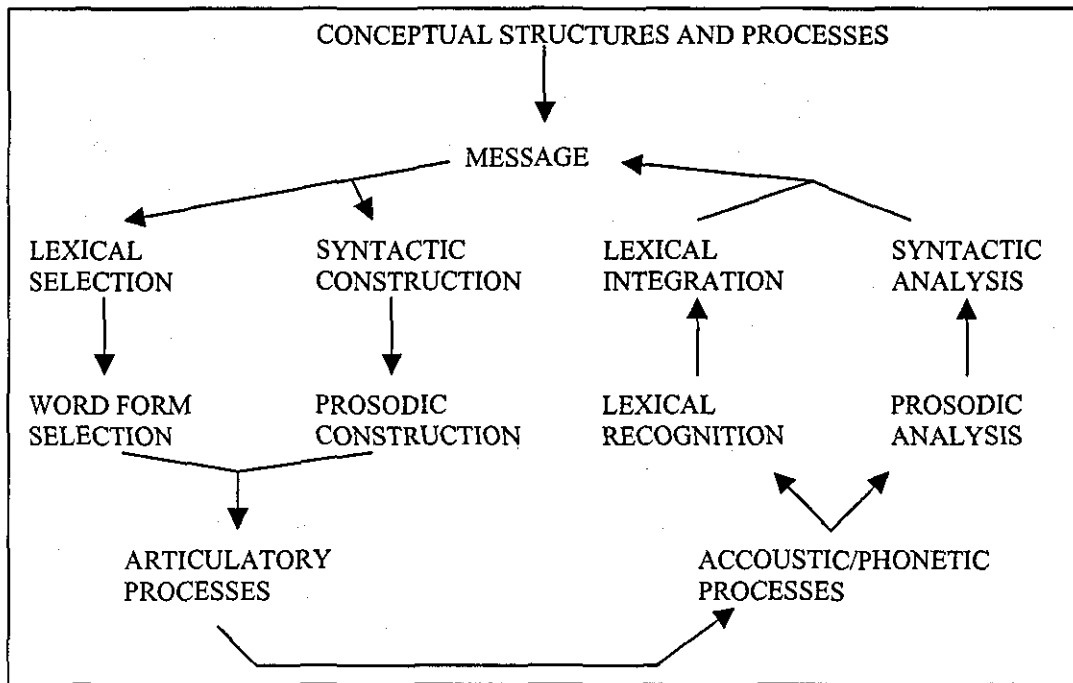 CONCEPTUAL STRUCTURES AND PROCESSES
MESSAGE
LEXICAL
SELECTION
SYNTACTIC
CONSTRUCTION
LEXICAL
INTEGRATION
SYNTACTIC
ANALYSIS
WORD FORM
SELECTION
PROSODIC
CONSTRUCTION
LEXICAL
RECOGNITION
PROSODIC
ANALYSIS
ARTICULATORY
PROCESSES
ACCOUSTIC/PHONETIC
PROCESSES